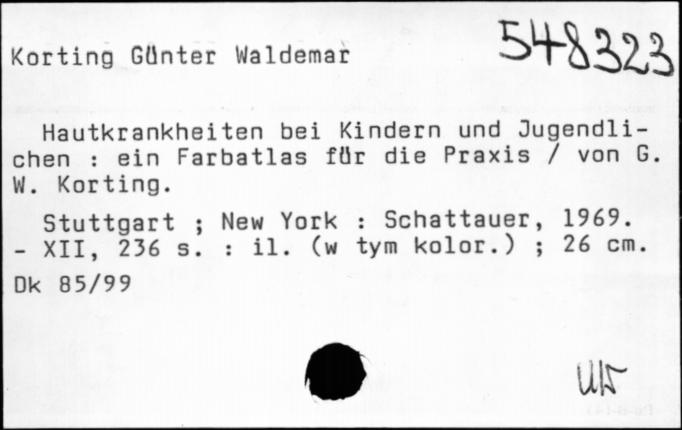 548323
Korting Günter Waldemar
Hautkrankheiten bei Kindern und Jugendli-
chen : ein Farbatlas für die Praxis / von G.
W. Korting.
Stuttgart ; New York : Schattauer, 1969.
- XII, 236 s. : il. (w tym kolor.) ; 26 cm.
Dk 85/99